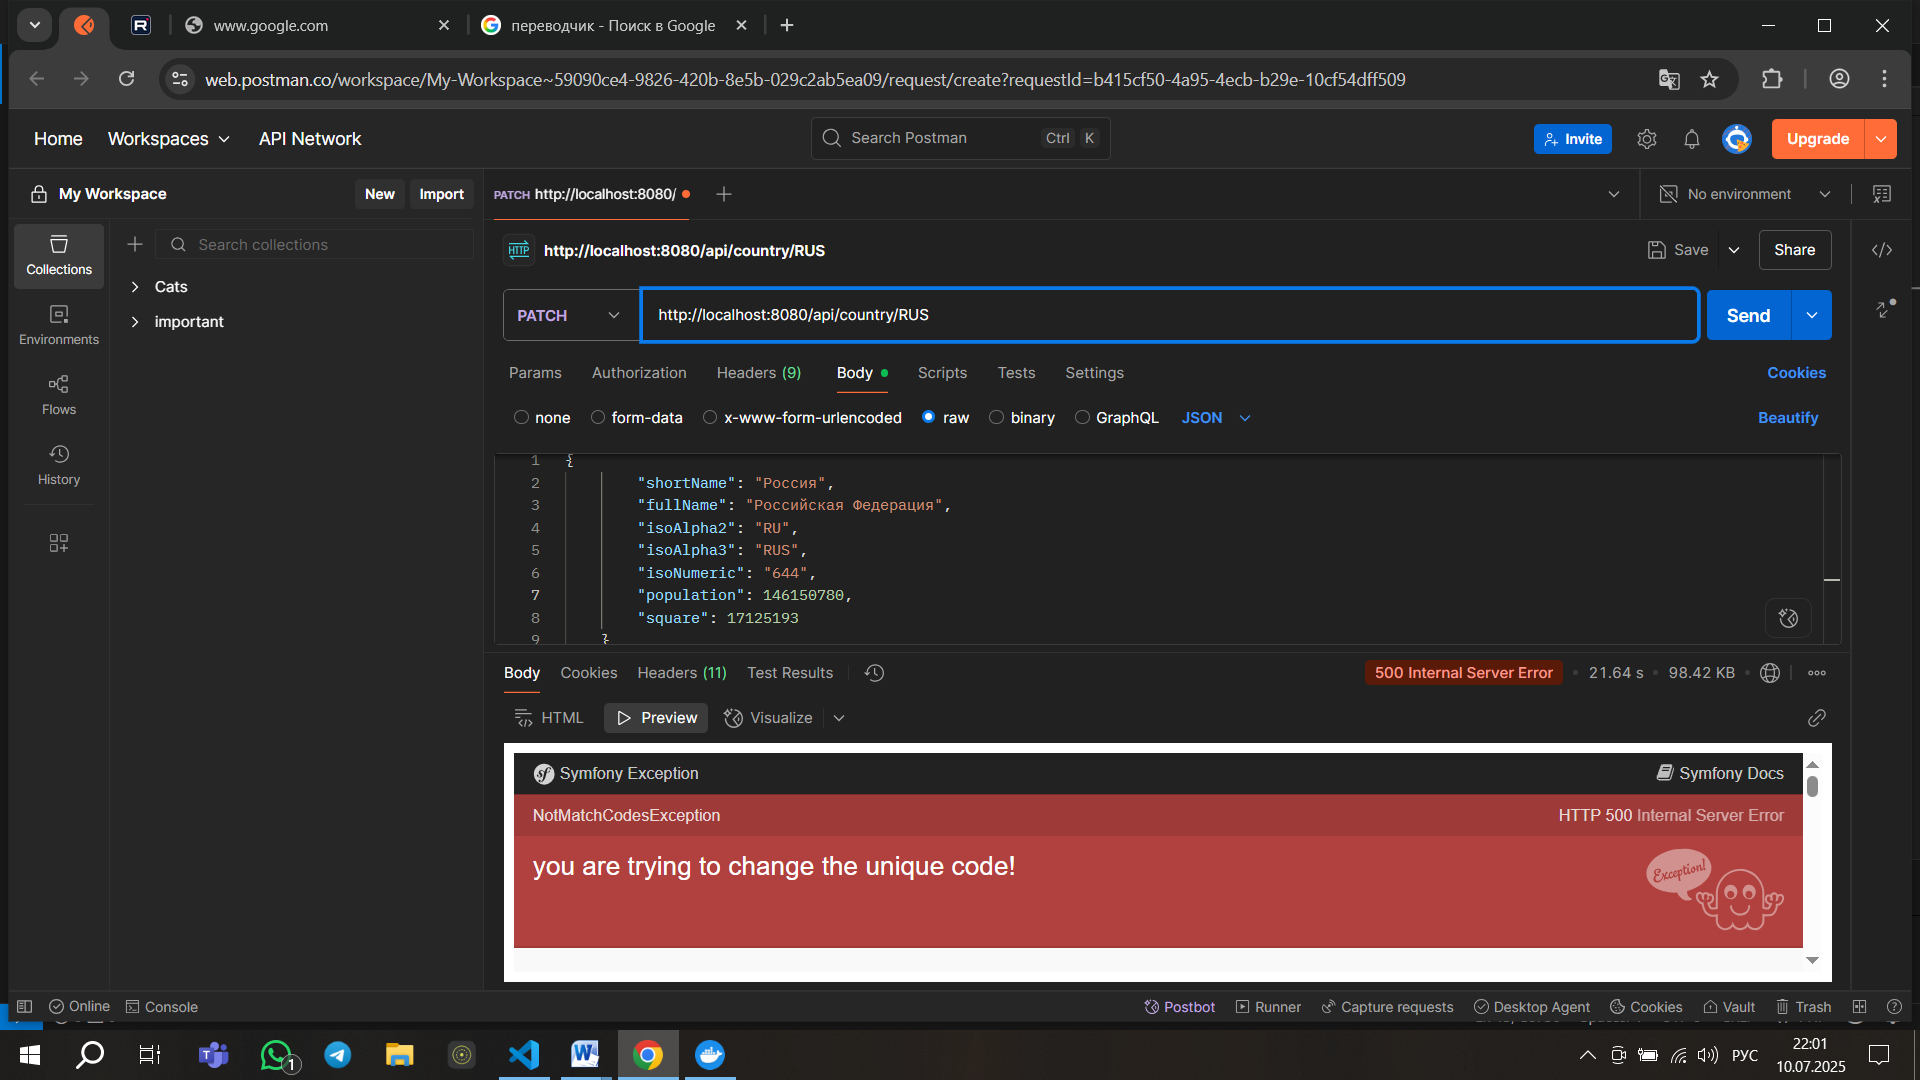 www.google.com
переводчик - Поиск в Google
web.postman.co/workspace/My-Workspace~59090ce4-9826-420b-8e5b-029c2ab5ea09/request/create?requestId=b415cf50-4a95-4ecb-b29e-10cf54dff509
Home
Workspaces
API Network
Search Postman
Ctrl
K
Invite
Upgrade
My Workspace
New
Import
PATCH http://localhost:8080/
No environment
Collections
Environments
Flows
History
Search collections
Cats
important
HTTP
http://localhost:8080/api/country/RUS
Save
Share
PATCH
http://localhost:8080/api/country/RUS
Send
Params
Authorization
Headers (9)
Body
Scripts
Tests
Settings
Cookies
none
form-data
x-www-form-urlencoded
raw
binary
GraphQL
JSON
Beautify
1 {
2 "shortName": "Россия",
3 "fullName": "Российская Федерация",
4 "isoAlpha2": "RU",
5 "isoAlpha3": "RUS",
6 "isoNumeric": "644",
7 "population": 146150780,
8 "square": 17125193
9 }
Body
Cookies
Headers (11)
Test Results
500 Internal Server Error
21.64 s
98.42 KB
HTML
Preview
Visualize
sf Symfony Exception
Symfony Docs
NotMatchCodesException
HTTP 500 Internal Server Error
you are trying to change the unique code!
Exception!
Online
Console
Postbot
Runner
Capture requests
Desktop Agent
Cookies
Vault
Trash
1
РУС
22:01
10.07.2025